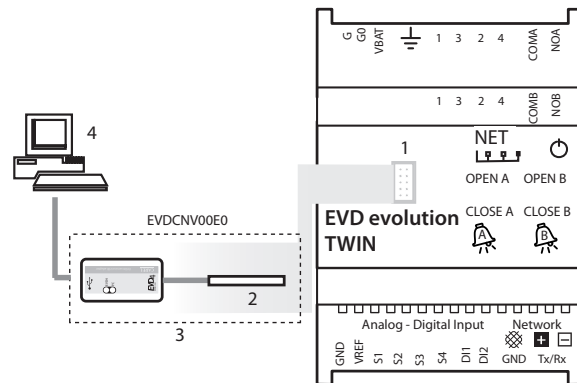 G G0 VBAT 1 3 2 4 COMA NOA
1 3 2 4 COMB NOB
4
1
NET
OPEN A OPEN B
EVDCNV00E0
EVD evolution
TWIN
CLOSE A CLOSE B
A B
EVD4
2
3
Analog - Digital Input Network
GND VREF S1 S2 S3 S4 DI1 DI2 GND Tx/Rx